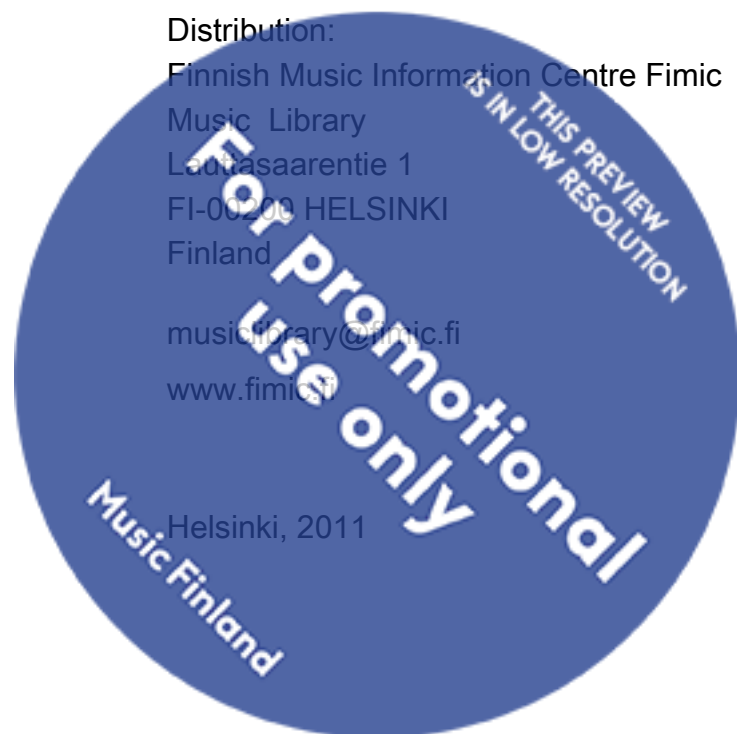 Distribution:
Finnish Music Information Centre Fimic
Music Library
Lauttasaarentie 1
FI-00200 HELSINKI
Finland
musiclibrary@fimic.fi
www.fimic.fi
Helsinki, 2011
THIS PREVIEW
IS IN LOW RESOLUTION
For promotional
use only
Music Finland